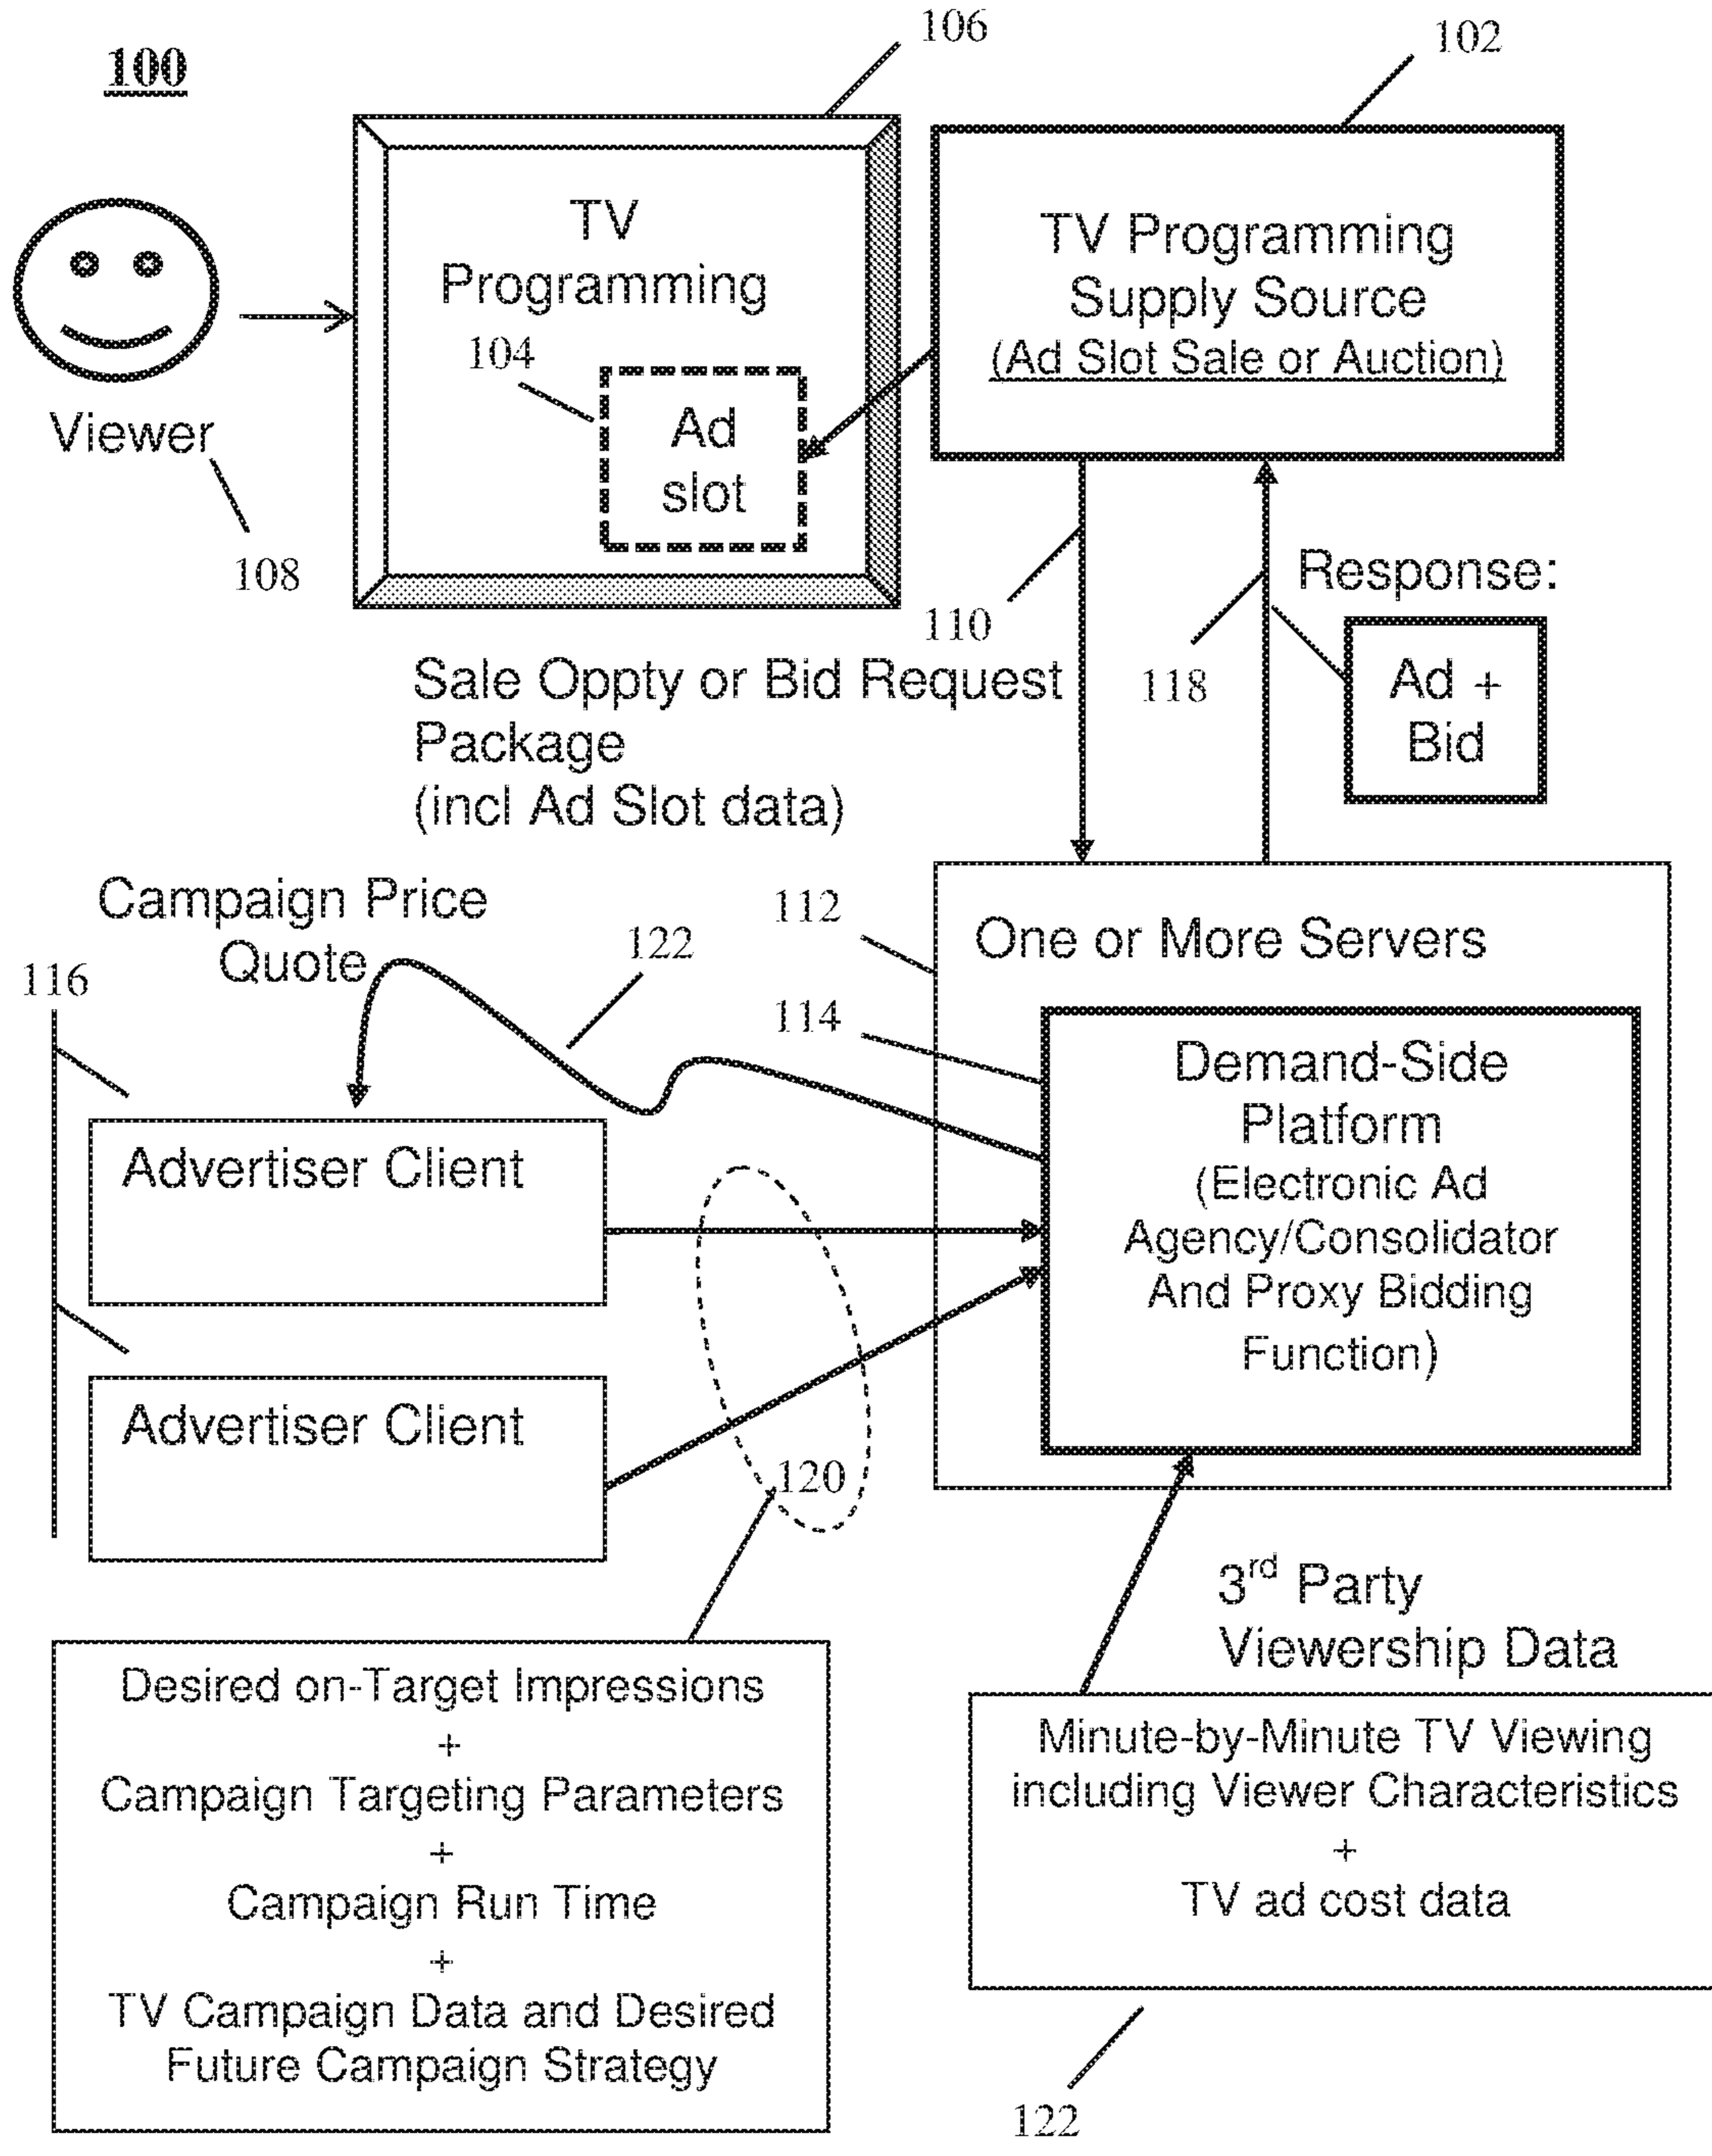 100
106
102
TV
Programming
104
Ad
slot
TV Programming
Supply Source
(Ad Slot Sale or Auction)
Viewer
108
110
118
Response:
Ad +
Bid
Sale Oppty or Bid Request
Package
(incl Ad Slot data)
Campaign Price
Quote
122
116
112
One or More Servers
114
Demand-Side
Platform
(Electronic Ad
Agency/Consolidator
And Proxy Bidding
Function)
Advertiser Client
Advertiser Client
120
3rd Party
Viewership Data
Desired on-Target Impressions
+
Campaign Targeting Parameters
+
Campaign Run Time
+
TV Campaign Data and Desired
Future Campaign Strategy
Minute-by-Minute TV Viewing
including Viewer Characteristics
+
TV ad cost data
122